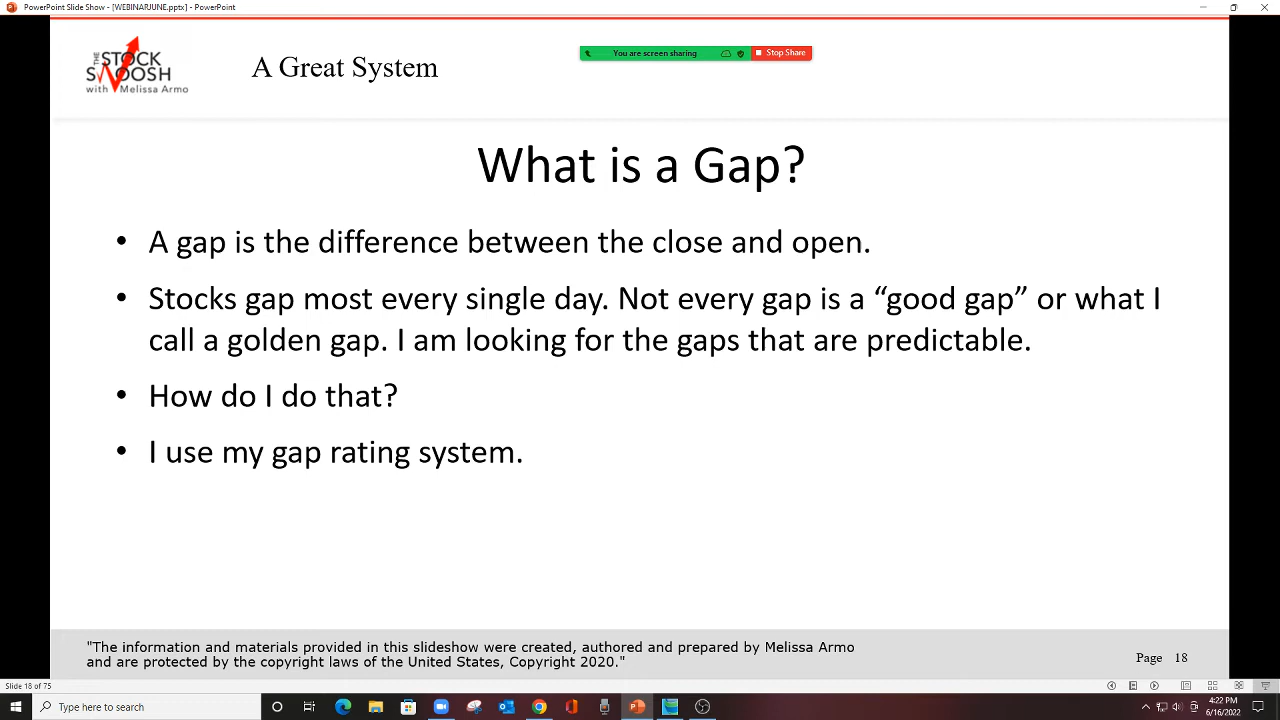 PowerPoint Slide Show - [WEBINARJUNE.pptx] - PowerPoint
You are screen sharing
Stop Share
THE STOCK
SWOOSH
with Melissa Armo
A Great System
What is a Gap?
• A gap is the difference between the close and open.
• Stocks gap most every single day. Not every gap is a “good gap” or what I
call a golden gap. I am looking for the gaps that are predictable.
• How do I do that?
• I use my gap rating system.
"The information and materials provided in this slideshow were created, authored and prepared by Melissa Armo
and are protected by the copyright laws of the United States, Copyright 2020."
Page 18
Slide 18 of 75
Type here to search
4:22 PM
6/16/2022